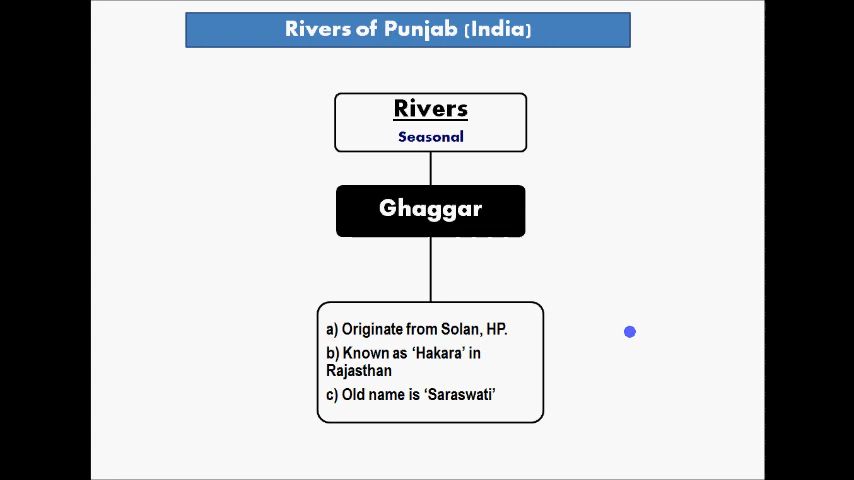 Rivers of Punjab (India)
Rivers
Seasonal
Ghaggar
a) Originate from Solan, HP.
b) Known as ‘Hakara’ in
Rajasthan
c) Old name is ‘Saraswati’